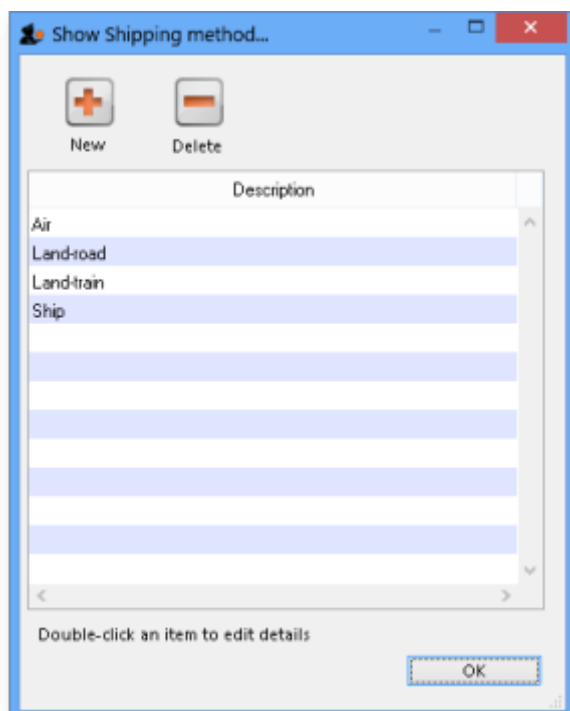 Show Shipping method...
New Delete
Description
Air
Land-road
Land-train
Ship
Double-click an item to edit details
OK